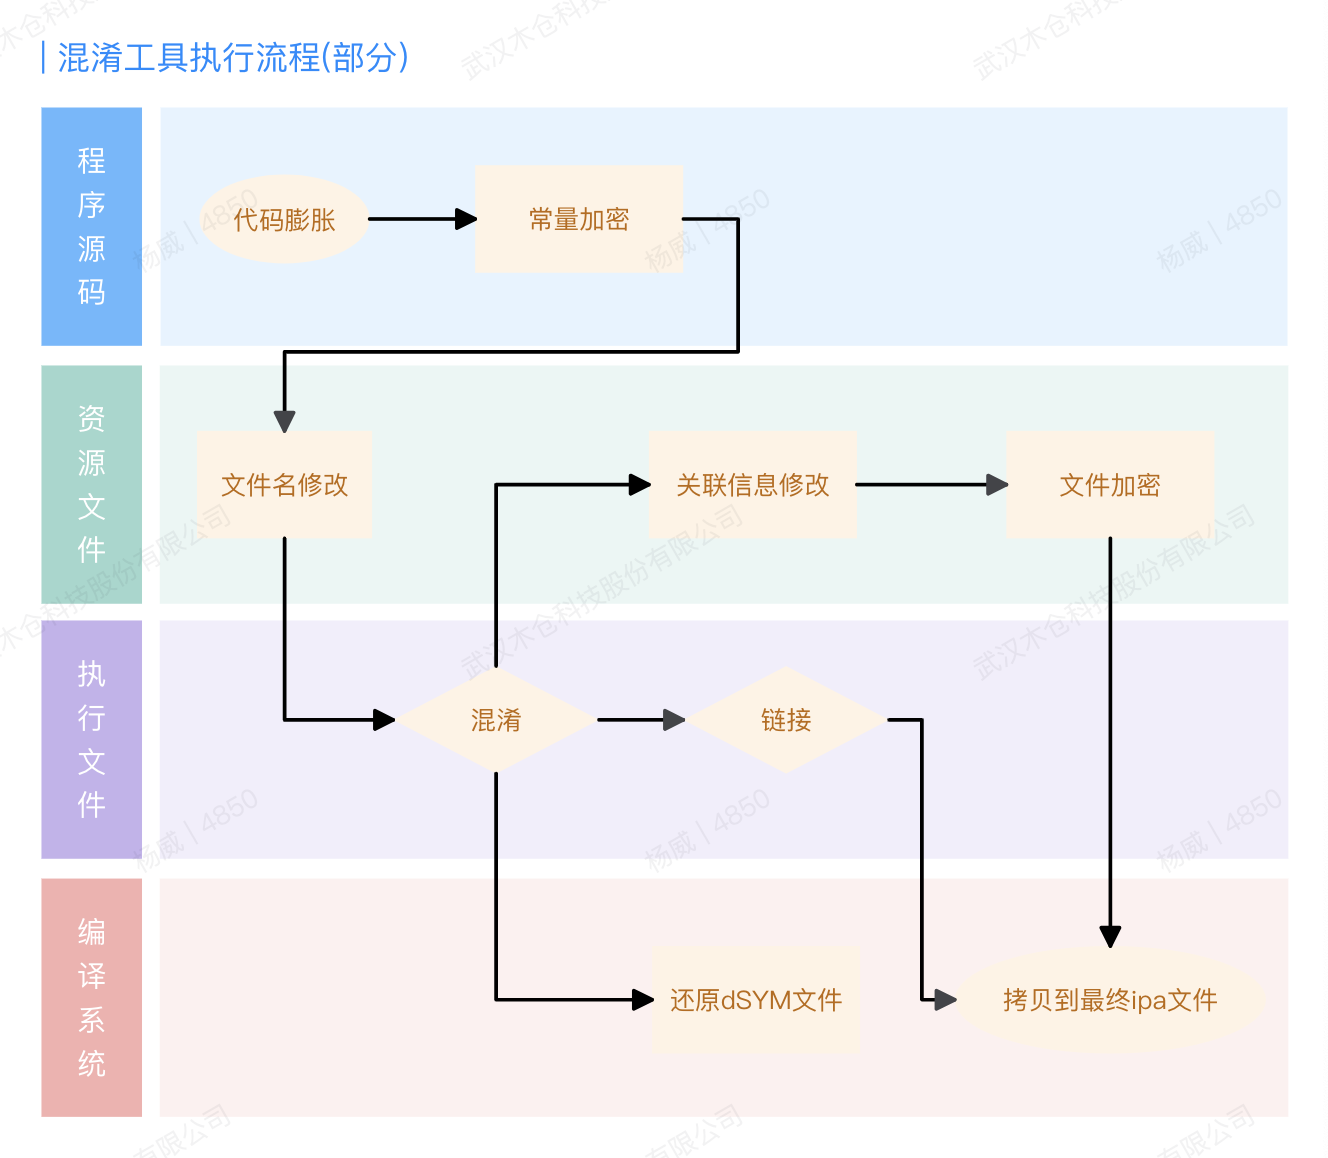 混淆工具执行流程(部分)
程序源码
代码膨胀
常量加密
资源文件
文件名修改
关联信息修改
文件加密
执行文件
混淆
链接
编译系统
还原dSYM文件
拷贝到最终ipa文件
武汉木仓科技股份有限公司
杨威 | 4850